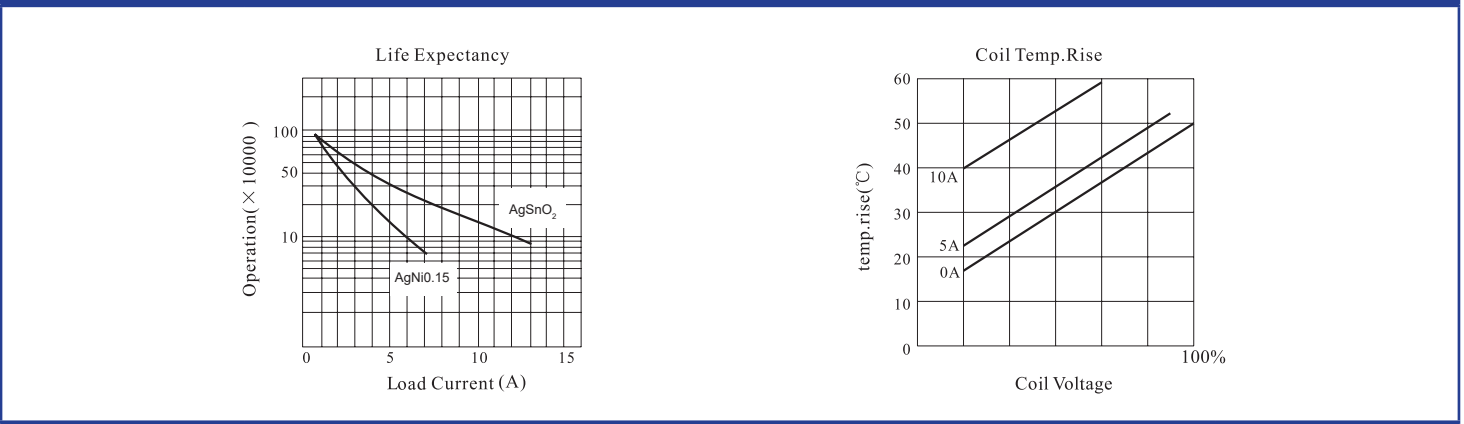 Life Expectancy
Operation(×10000 )
100
50
10
AgSnO2
AgNi0.15
0 5 10 15
Load Current (A)
Coil Temp.Rise
temp.rise(℃)
60
50
40
30
20
10
0
10A
5A
0A
100%
Coil Voltage